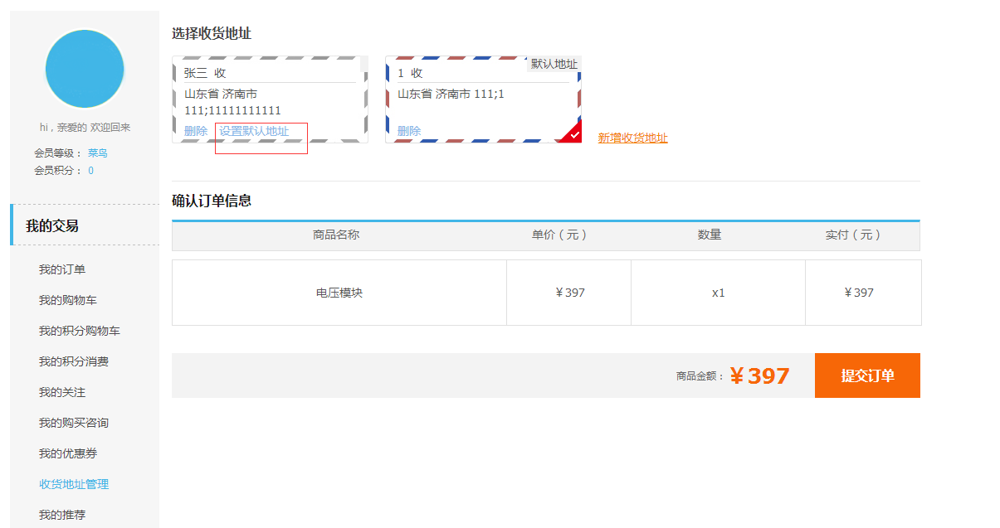 hi，亲爱的 欢迎回来
会员等级： 菜鸟
会员积分： 0
我的交易
我的订单
我的购物车
我的积分购物车
我的积分消费
我的关注
我的购买咨询
我的优惠券
收货地址管理
我的推荐
选择收货地址
张三 收
山东省 济南市
111;11111111111
删除 设置默认地址
默认地址
1 收
山东省 济南市 111;1
删除
新增收货地址
确认订单信息
商品名称 单价（元） 数量 实付（元）
电压模块 ¥397 x1 ¥397
商品金额： ¥397 提交订单